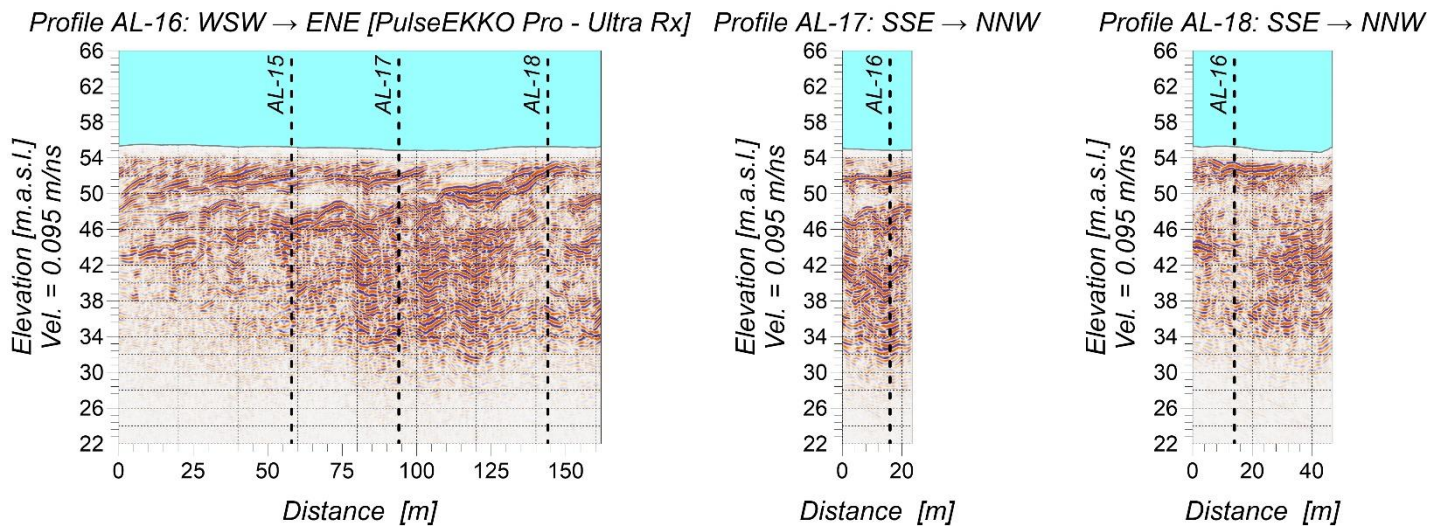 Profile AL-16: WSW → ENE [PulseEKKO Pro - Ultra Rx]
Elevation [m.a.s.l.]
Vel. = 0.095 m/ns
66
62
58
54
50
46
42
38
34
30
26
22
AL-15
AL-17
AL-18
0 25 50 75 100 125 150
Distance [m]
Profile AL-17: SSE → NNW
Elevation [m.a.s.l.]
Vel. = 0.095 m/ns
66
62
58
54
50
46
42
38
34
30
26
22
AL-16
0 20
Distance [m]
Profile AL-18: SSE → NNW
Elevation [m.a.s.l.]
Vel. = 0.095 m/ns
66
62
58
54
50
46
42
38
34
30
26
22
AL-16
0 20 40
Distance [m]